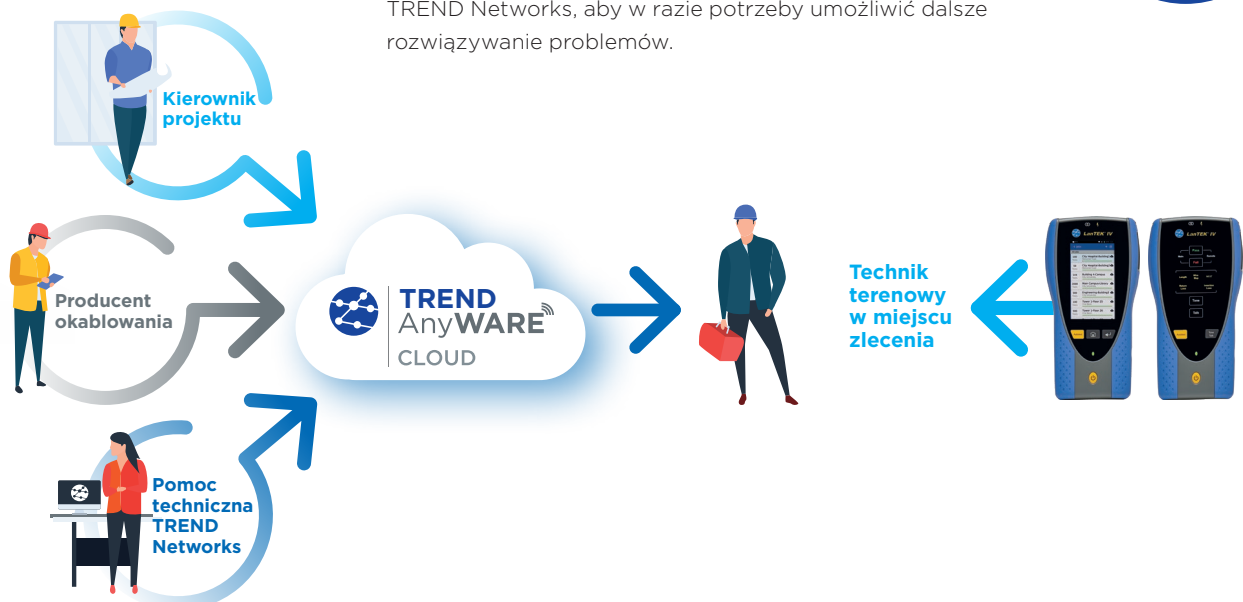 TREND Networks, aby w razie potrzeby umożliwić dalsze
rozwiązywanie problemów.
Kierownik
projektu
Producent
okablowania
Pomoc
techniczna
TREND
Networks
TREND
AnyWARE
CLOUD
Technik
terenowy
w miejscu
zlecenia
LanTEK IV
LanTEK IV